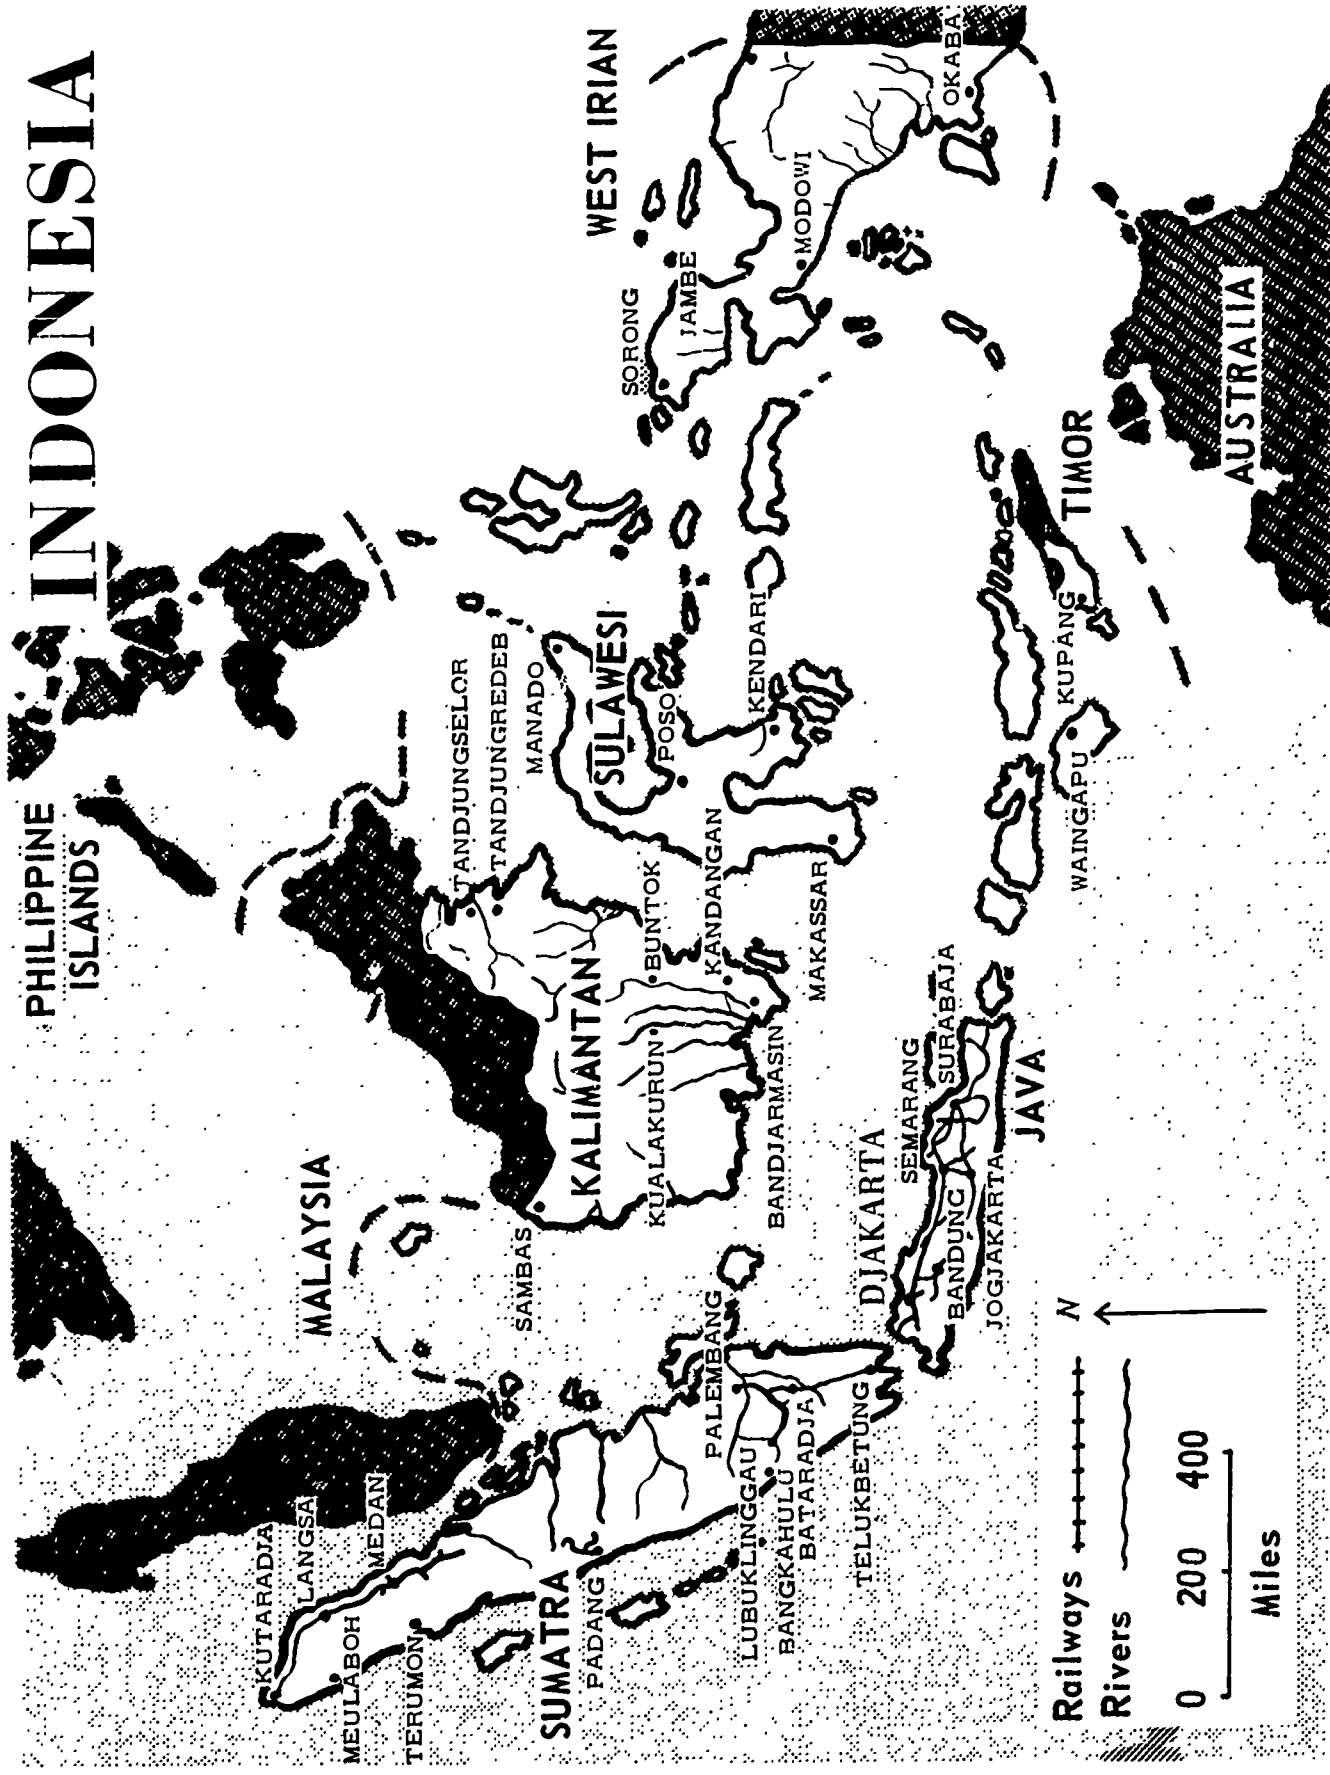 INDONESIA
PHILIPPINE
ISLANDS
MALAYSIA
WEST IRIAN
SORONG
JAMBE
MODOWI
OKABA
KUTARADJA
LANGSA
MEDAN
MEULABOH
TERUMON
SUMATRA
PADANG
SAMBAS
KALIMANTAN
TANDJUNGSELOR
TANDJUNGREDEB
MANADO
SULAWESI
POSO
KENDARI
BUNTOK
KANDANGAN
KUALAKURUN
BANDJARMASIN
MAKASSAR
PALEMBANG
LUBUKLINGGAU
BANGKAHULU
BATARADJA
TELUKBETUNG
DJAKARTA
SEMARANG
SURABAJA
BANDUNG
JOGJAKARTA
JAVA
WAINGAPU
KUPANG
TIMOR
AUSTRALIA
N
Railways
Rivers
0 200 400
Miles